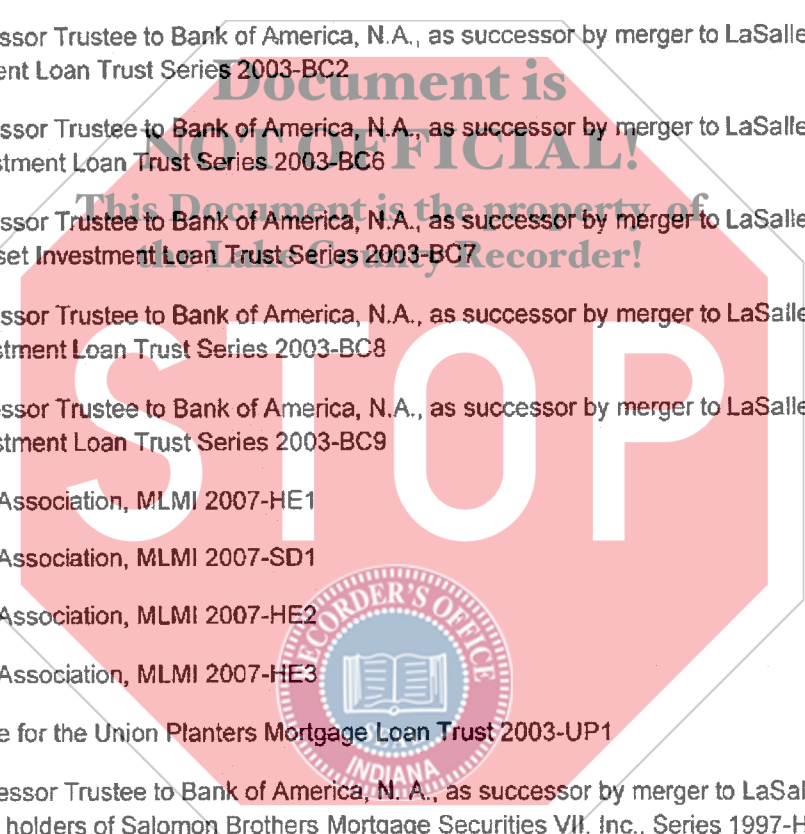 ssor Trustee to Bank of America, N.A., as successor by merger to LaSalle
ent Loan Trust Series 2003-BC2
Document is
ssor Trustee to Bank of America, N.A., as successor by merger to LaSalle
NOT OFFICIAL!
stment Loan Trust Series 2003-BC6
This Document is the property of
ssor Trustee to Bank of America, N.A., as successor by merger to LaSalle
set Investment Loan Trust Series 2003-BC7
the Lake County Recorder!
ssor Trustee to Bank of America, N.A., as successor by merger to LaSalle
stment Loan Trust Series 2003-BC8
STOP
essor Trustee to Bank of America, N.A., as successor by merger to LaSalle
stment Loan Trust Series 2003-BC9
Association, MLMI 2007-HE1
Association, MLMI 2007-SD1
Association, MLMI 2007-HE2
RECORDER'S OFFICE
Association, MLMI 2007-HE3
e for the Union Planters Mortgage Loan Trust 2003-UP1
SEAL
INDIANA
essor Trustee to Bank of America, N. A., as successor by merger to LaSal
holders of Salomon Brothers Mortgage Securities VII, Inc., Series 1997-H